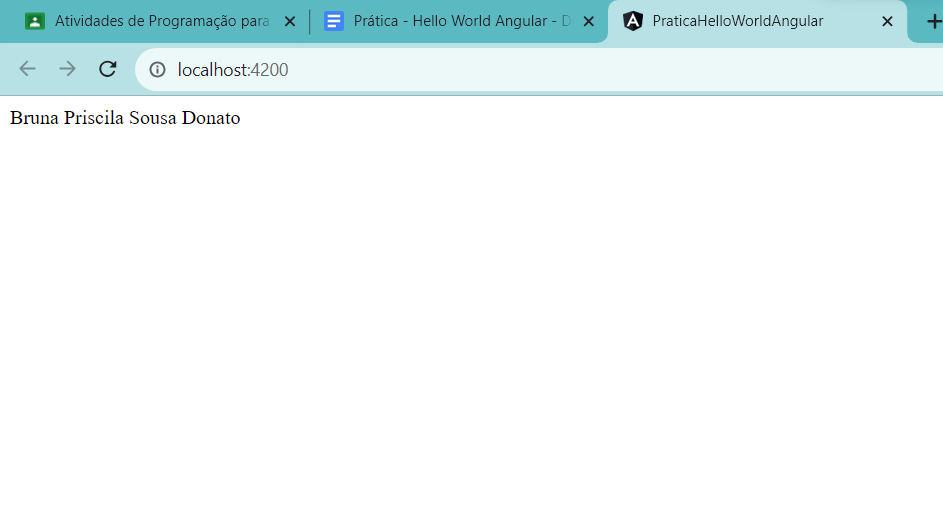 Atividades de Programação para
Prática - Hello World Angular - D
PraticaHelloWorldAngular
localhost:4200
Bruna Priscila Sousa Donato